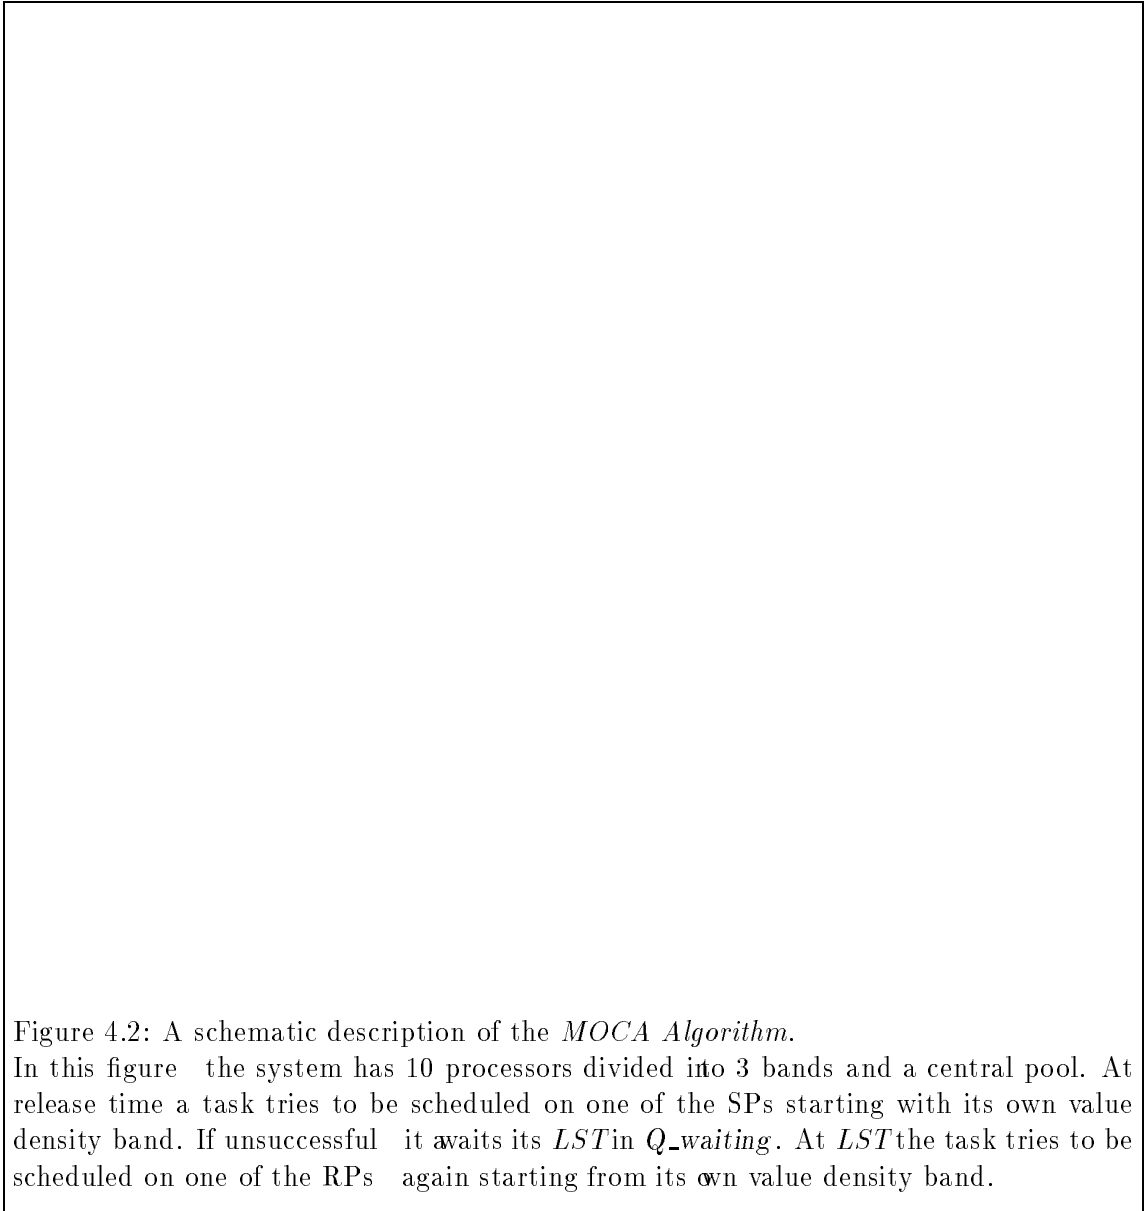 Figure 4.2: A schematic description of the MOCA Algorithm.
In this figure the system has 10 processors divided into 3 bands and a central pool. At
release time a task tries to be scheduled on one of the SPs starting with its own value
density band. If unsuccessful it awaits its LST in Q_waiting. At LST the task tries to be
scheduled on one of the RPs again starting from its own value density band.